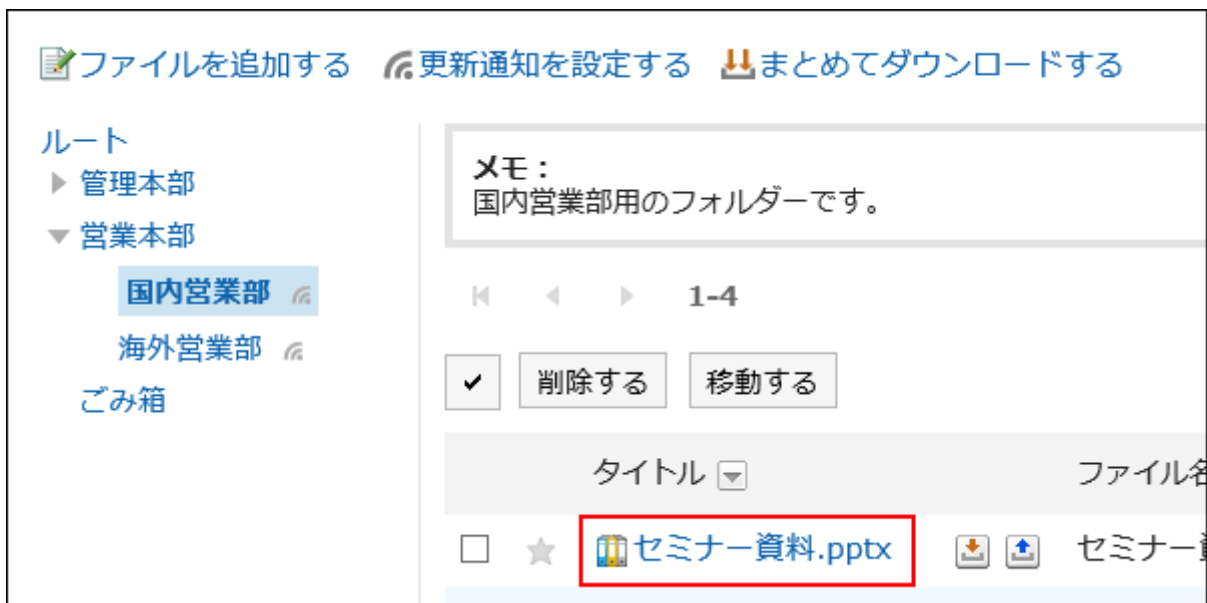 ファイルを追加する 更新通知を設定する まとめてダウンロードする
ルート
管理本部
営業本部
国内営業部
海外営業部
ごみ箱
メモ：
国内営業部用のフォルダーです。
1-4
削除する 移動する
タイトル ファイル名
セミナー資料.pptx セミナー